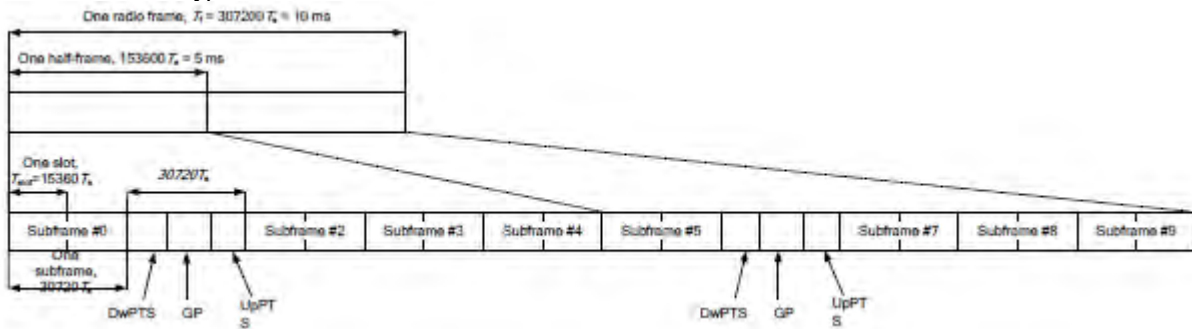 One radio frame, Tf = 307200 Ts = 10 ms
One half-frame, 153600 Ts = 5 ms
One slot,
Tslot=15360 Ts
30720Ts
Subframe #0
Subframe #2
Subframe #3
Subframe #4
Subframe #5
Subframe #7
Subframe #8
Subframe #9
One
subframe,
30720 Ts
DwPTS
GP
UpPT
S
DwPTS
GP
UpPT
S